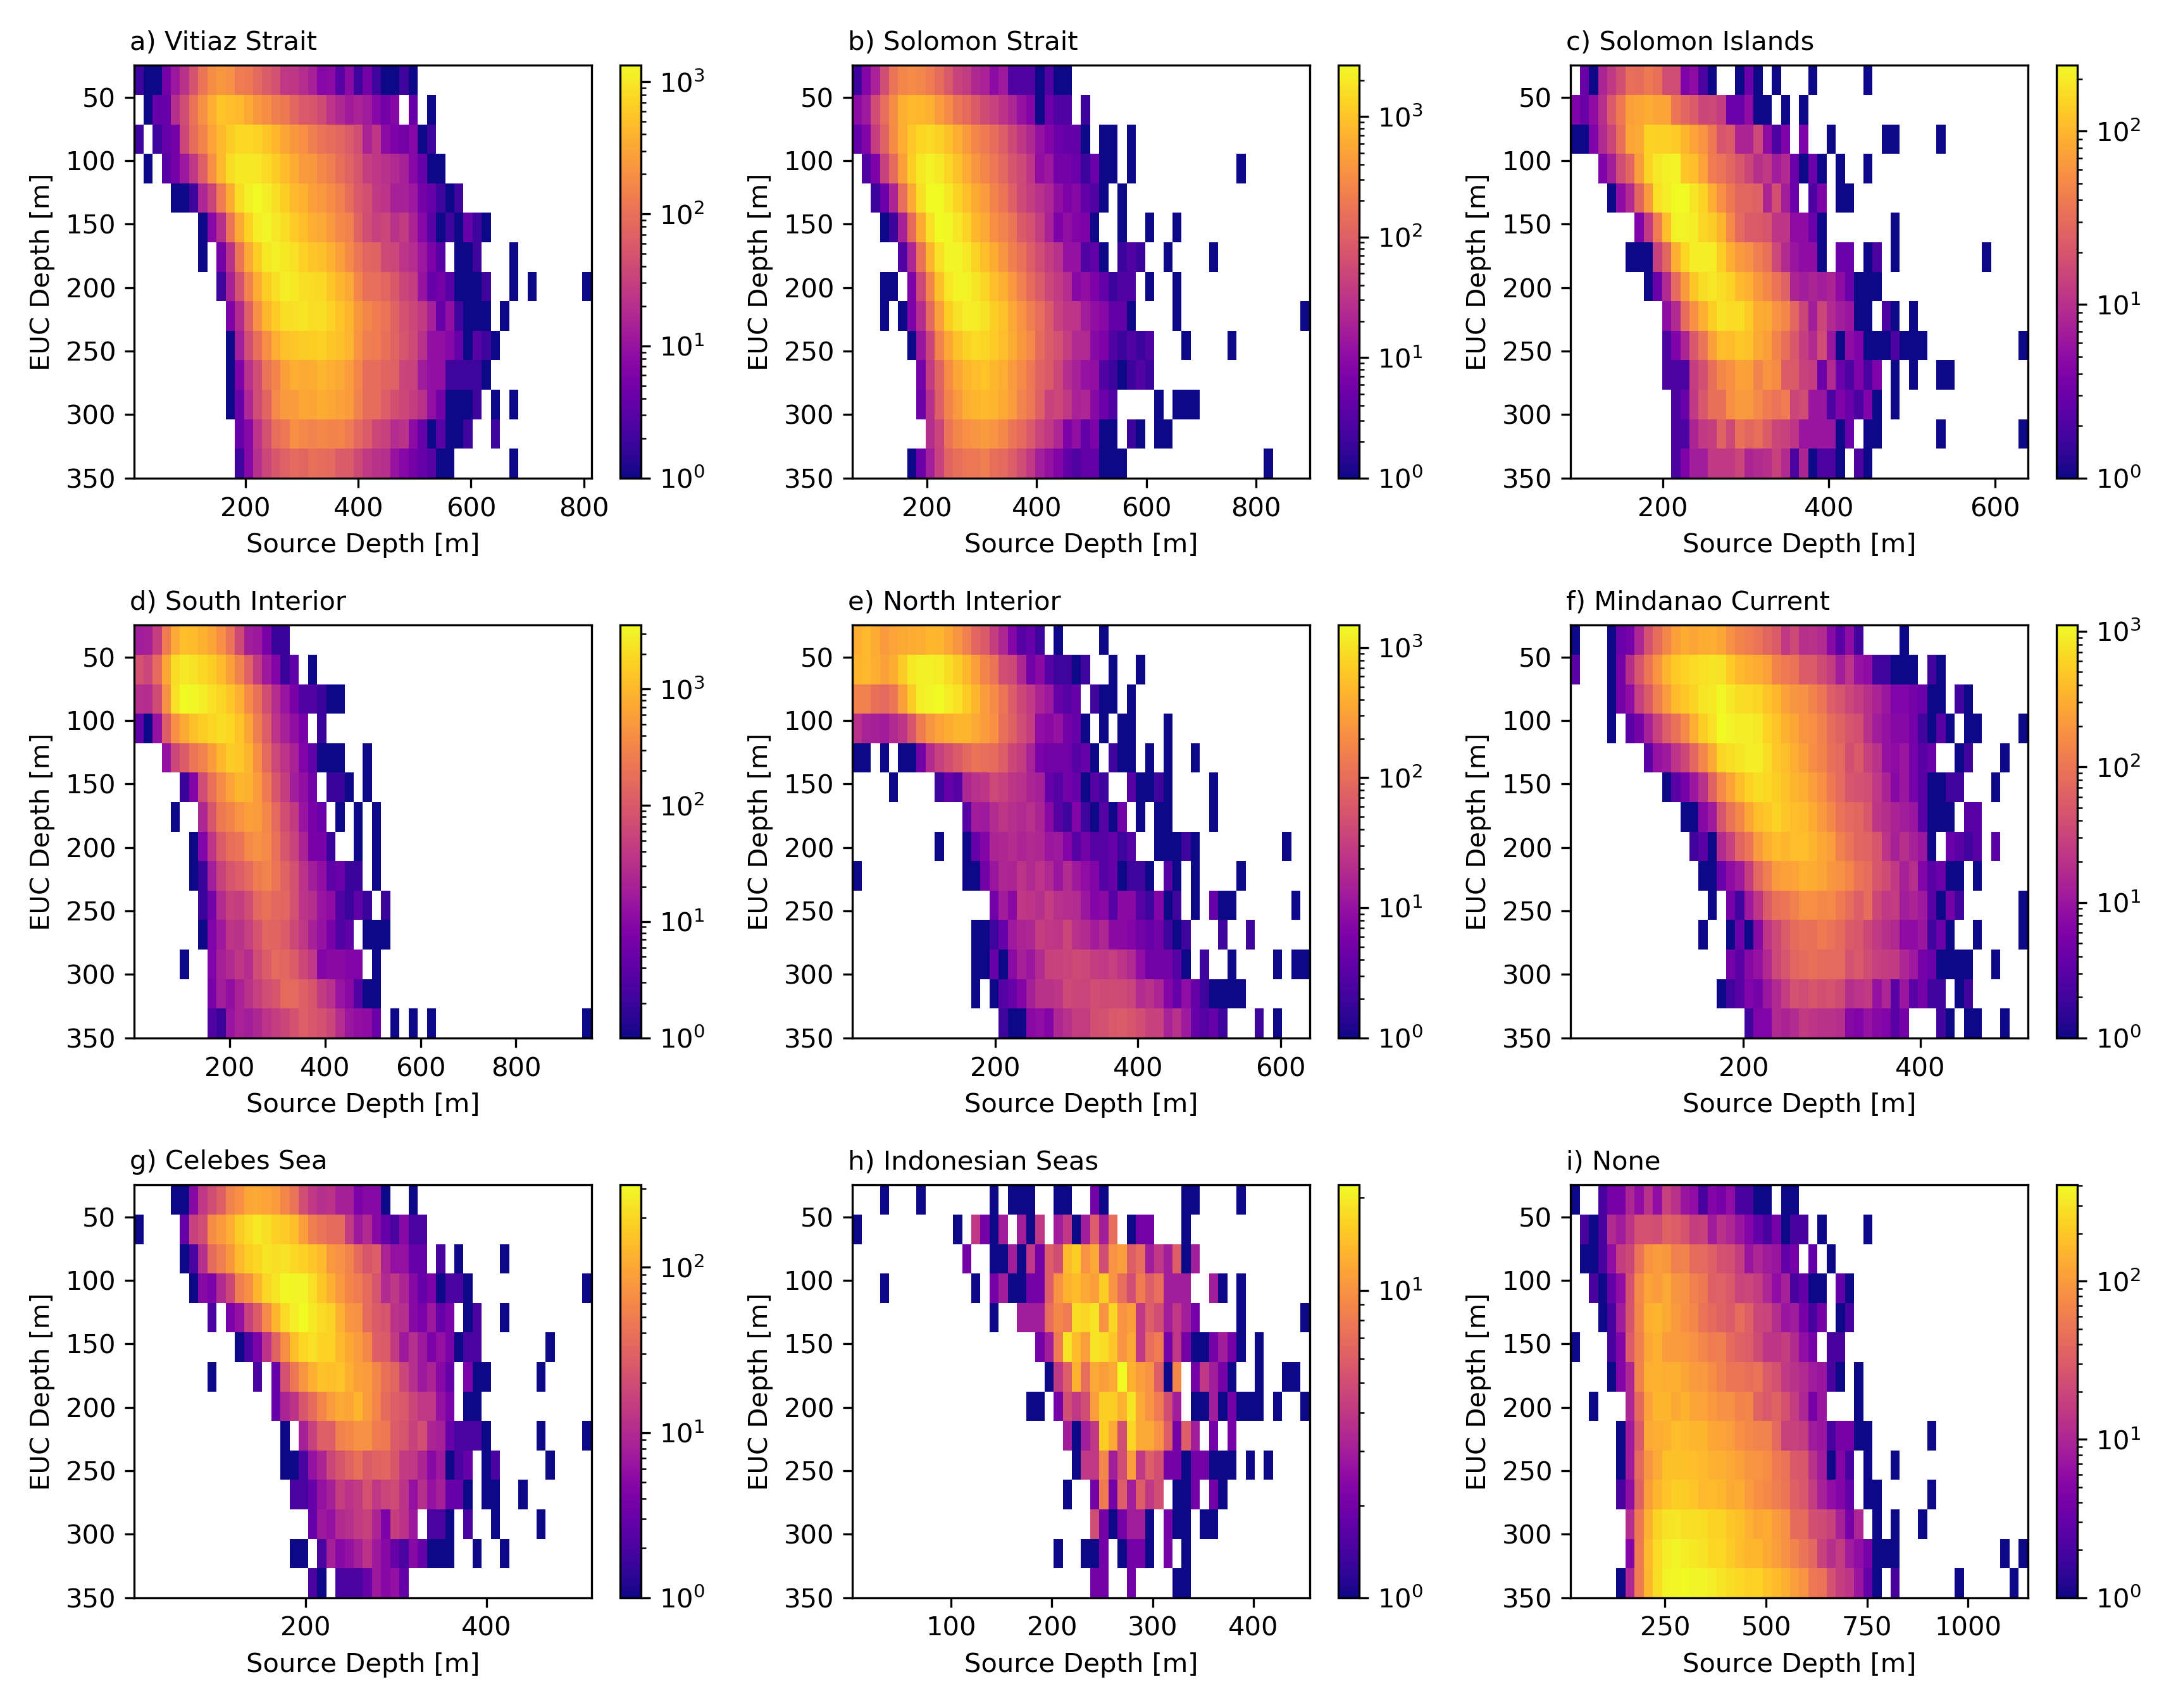 a) Vitiaz Strait
50
100
150
200
250
300
350
EUC Depth [m]
200 400 600 800
Source Depth [m]
10³
10²
10¹
10⁰
b) Solomon Strait
50
100
150
200
250
300
350
EUC Depth [m]
200 400 600 800
Source Depth [m]
10³
10²
10¹
10⁰
c) Solomon Islands
50
100
150
200
250
300
350
EUC Depth [m]
200 400 600
Source Depth [m]
10²
10¹
10⁰
d) South Interior
50
100
150
200
250
300
350
EUC Depth [m]
200 400 600 800
Source Depth [m]
10³
10²
10¹
10⁰
e) North Interior
50
100
150
200
250
300
350
EUC Depth [m]
200 400 600
Source Depth [m]
10³
10²
10¹
10⁰
f) Mindanao Current
50
100
150
200
250
300
350
EUC Depth [m]
200 400
Source Depth [m]
10³
10²
10¹
10⁰
g) Celebes Sea
50
100
150
200
250
300
350
EUC Depth [m]
200 400
Source Depth [m]
10²
10¹
10⁰
h) Indonesian Seas
50
100
150
200
250
300
350
EUC Depth [m]
100 200 300 400
Source Depth [m]
10¹
10⁰
i) None
50
100
150
200
250
300
350
EUC Depth [m]
250 500 750 1000
Source Depth [m]
10²
10¹
10⁰